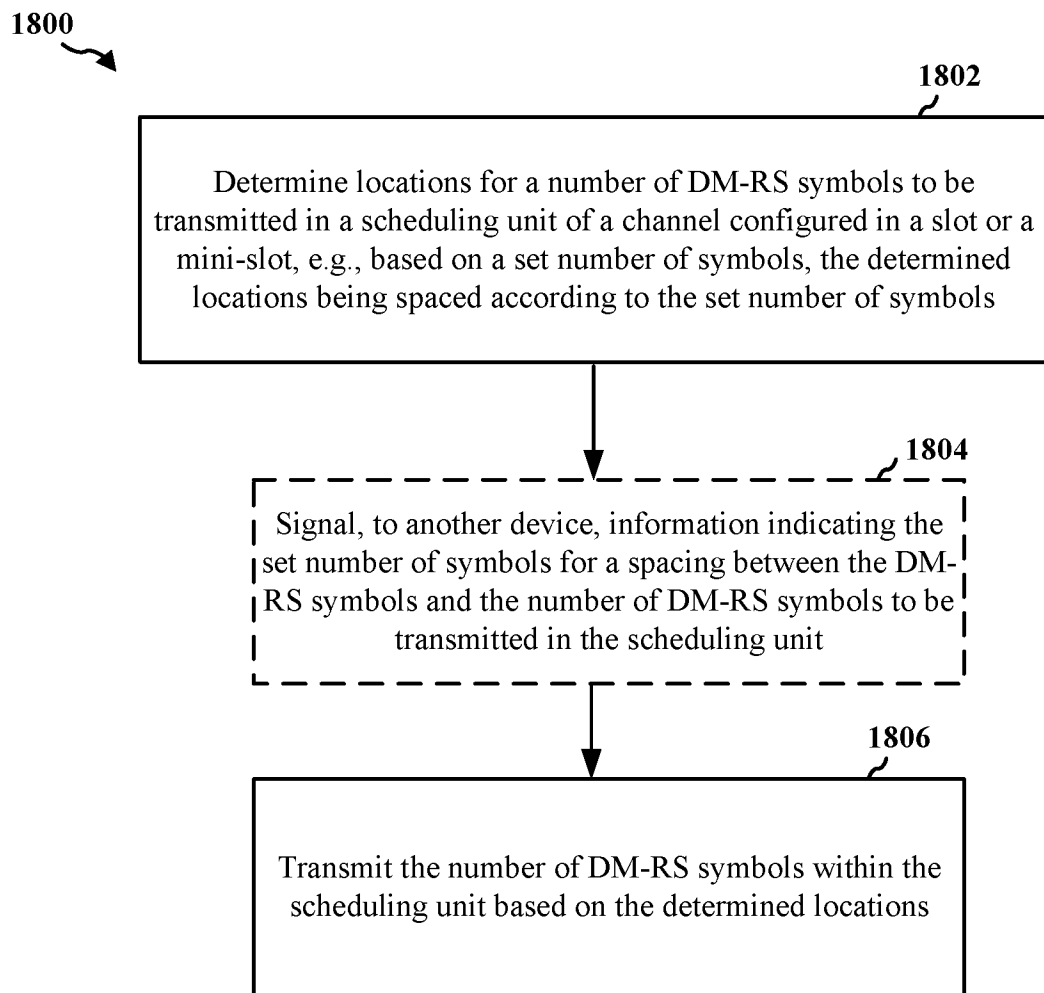 1800
1802
Determine locations for a number of DM-RS symbols to be
transmitted in a scheduling unit of a channel configured in a slot or a
mini-slot, e.g., based on a set number of symbols, the determined
locations being spaced according to the set number of symbols
1804
Signal, to another device, information indicating the
set number of symbols for a spacing between the DM-
RS symbols and the number of DM-RS symbols to be
transmitted in the scheduling unit
1806
Transmit the number of DM-RS symbols within the
scheduling unit based on the determined locations